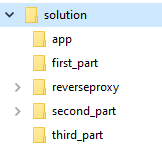 solution
app
first_part
reverseproxy
second_part
third_part